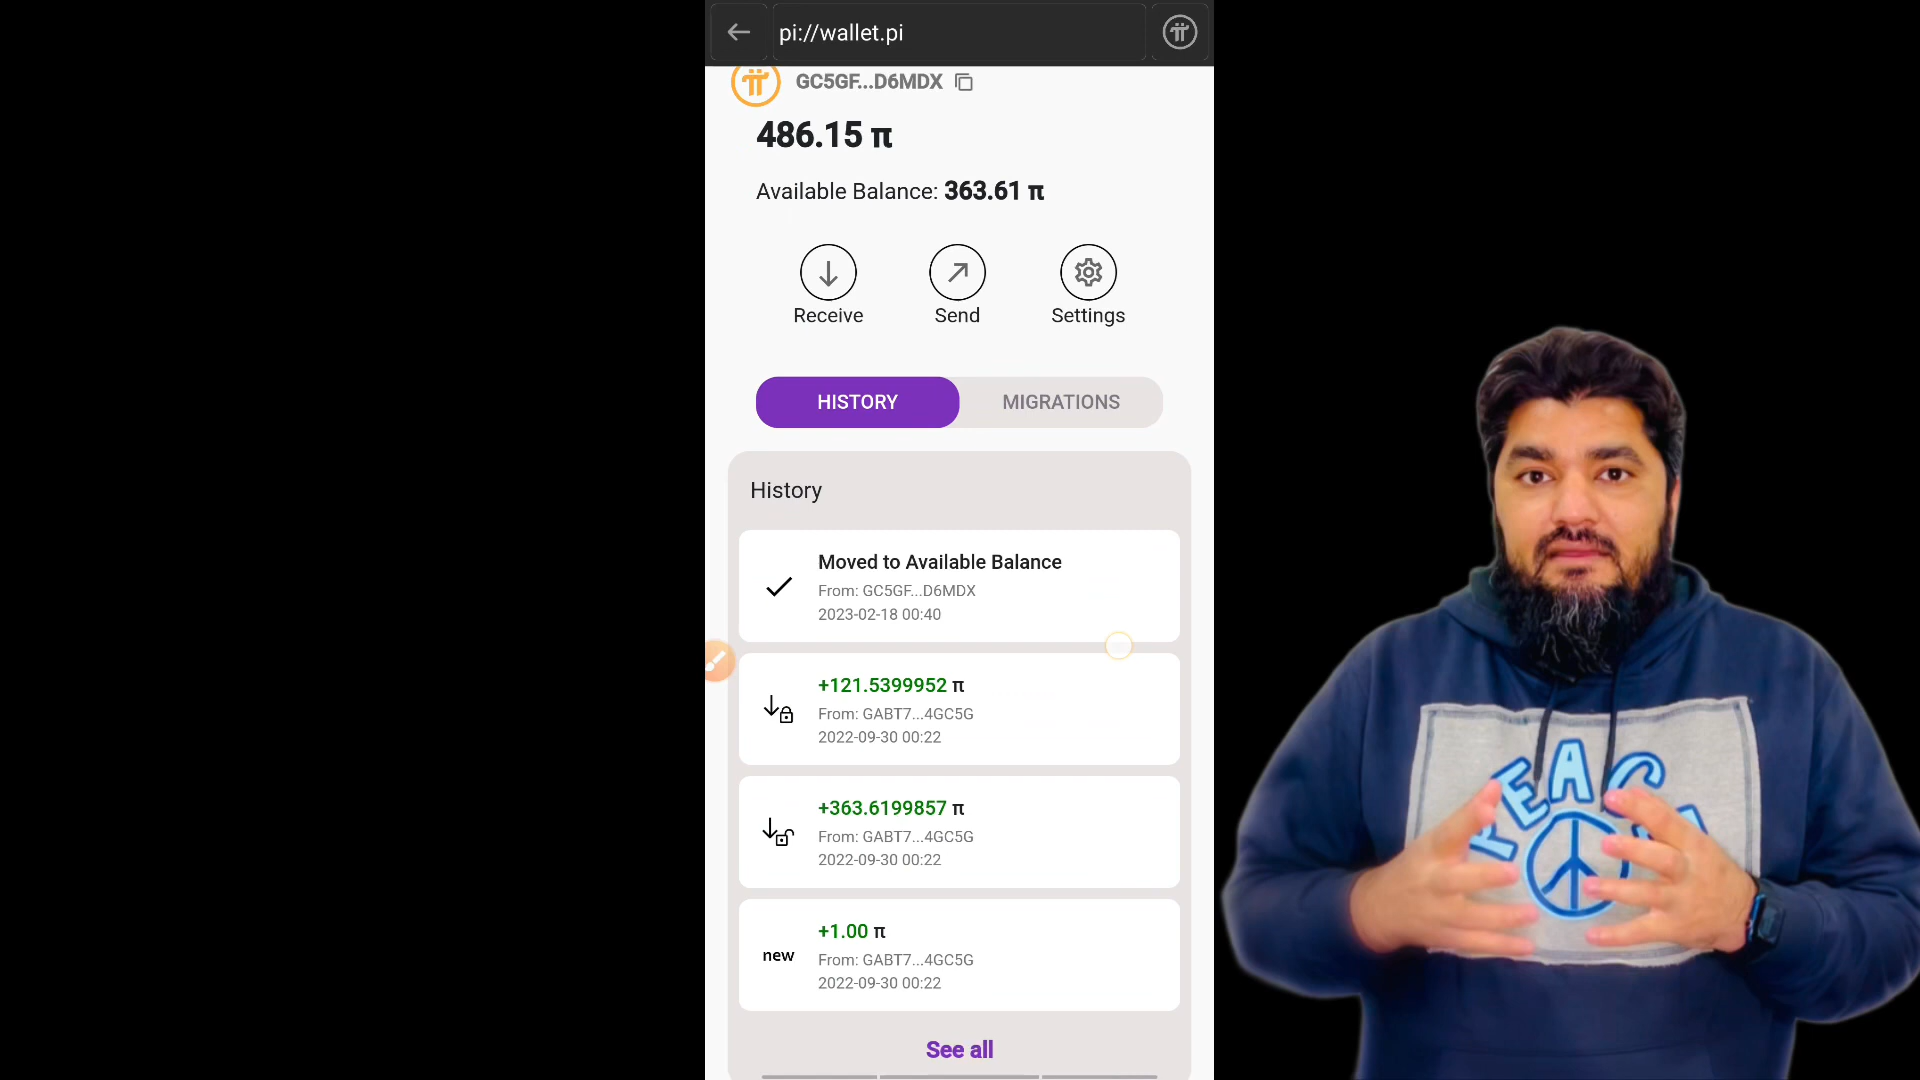 pi://wallet.pi
GC5GF...D6MDX
486.15 π
Available Balance: 363.61 π
Receive
Send
Settings
HISTORY
MIGRATIONS
History
Moved to Available Balance
From: GC5GF...D6MDX
2023-02-18 00:40
+121.5399952 π
From: GABT7...4GC5G
2022-09-30 00:22
+363.6199857 π
From: GABT7...4GC5G
2022-09-30 00:22
new
+1.00 π
From: GABT7...4GC5G
2022-09-30 00:22
See all
PEAC